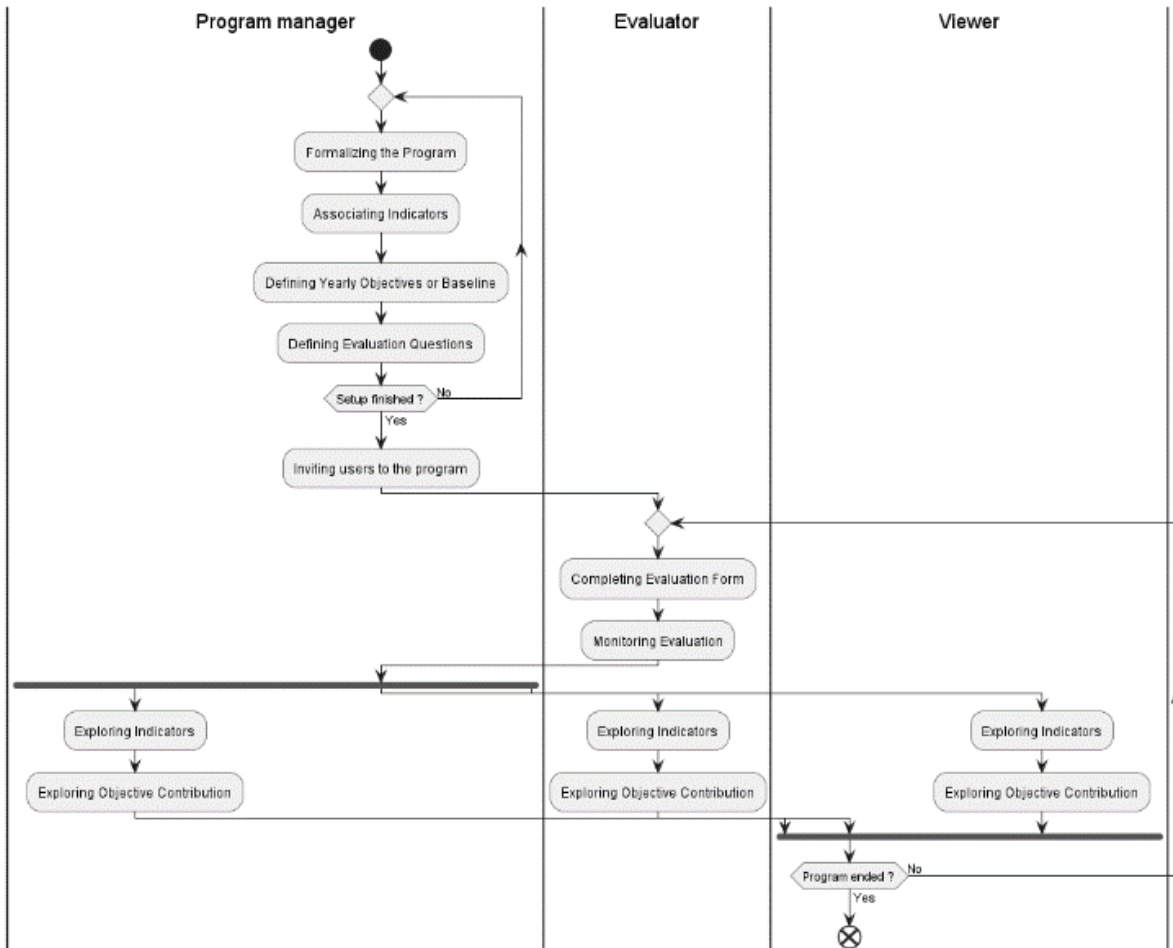 Program manager
Evaluator
Viewer
Formalizing the Program
Associating Indicators
Defining Yearly Objectives or Baseline
Defining Evaluation Questions
Setup finished ?
No
Yes
Inviting users to the program
Completing Evaluation Form
Monitoring Evaluation
Exploring Indicators
Exploring Indicators
Exploring Indicators
Exploring Objective Contribution
Exploring Objective Contribution
Exploring Objective Contribution
Program ended ?
No
Yes